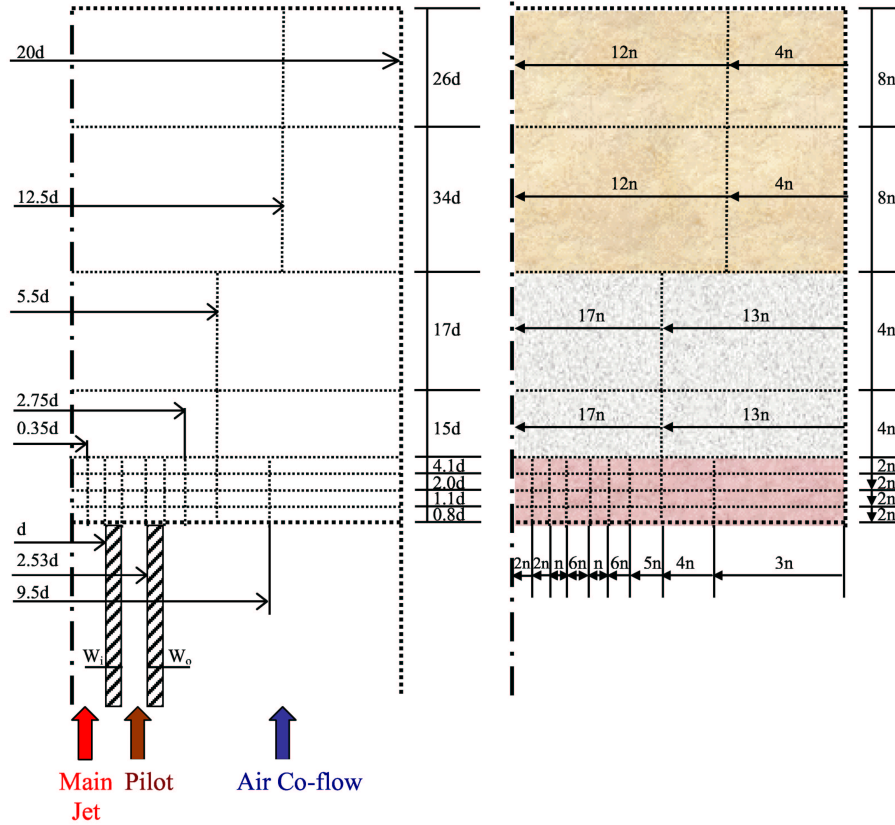 20d
26d
12.5d
34d
5.5d
17d
2.75d
15d
0.35d
4.1d
2.0d
1.1d
0.8d
d
2.53d
9.5d
Wi
Wo
Main
Jet
Pilot
Air Co-flow
12n
4n
8n
12n
4n
8n
17n
13n
4n
17n
13n
4n
2n
2n
2n
2n
2n
2n
n
6n
n
6n
5n
4n
3n